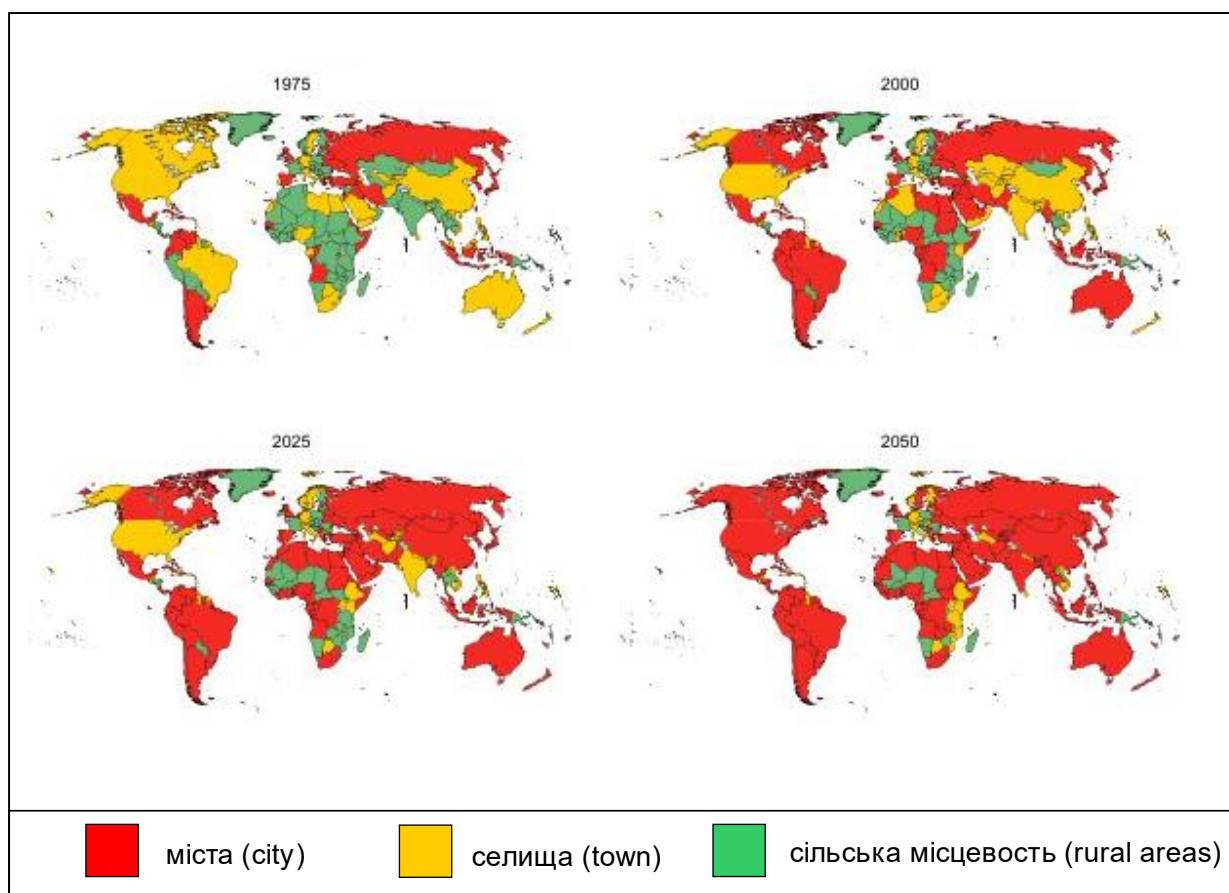 1975
2000
2025
2050
міста (city)
селища (town)
сільська місцевость (rural areas)